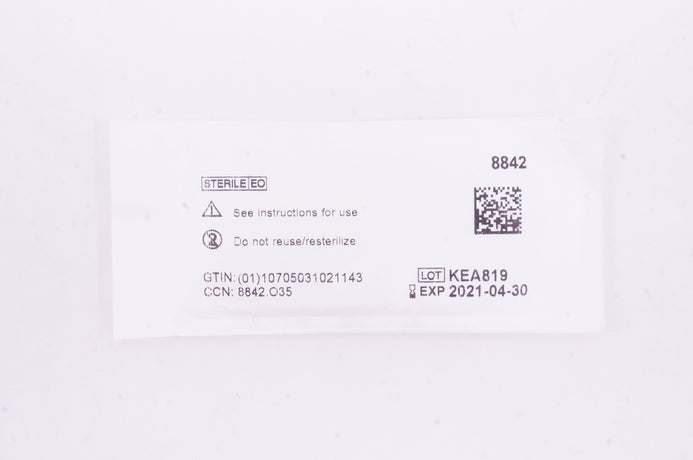 8842
STERILE EO
See instructions for use
Do not reuse/resterilize
GTIN: (01)10705031021143
CCN: 8842.O35
LOT KEA819
EXP 2021-04-30